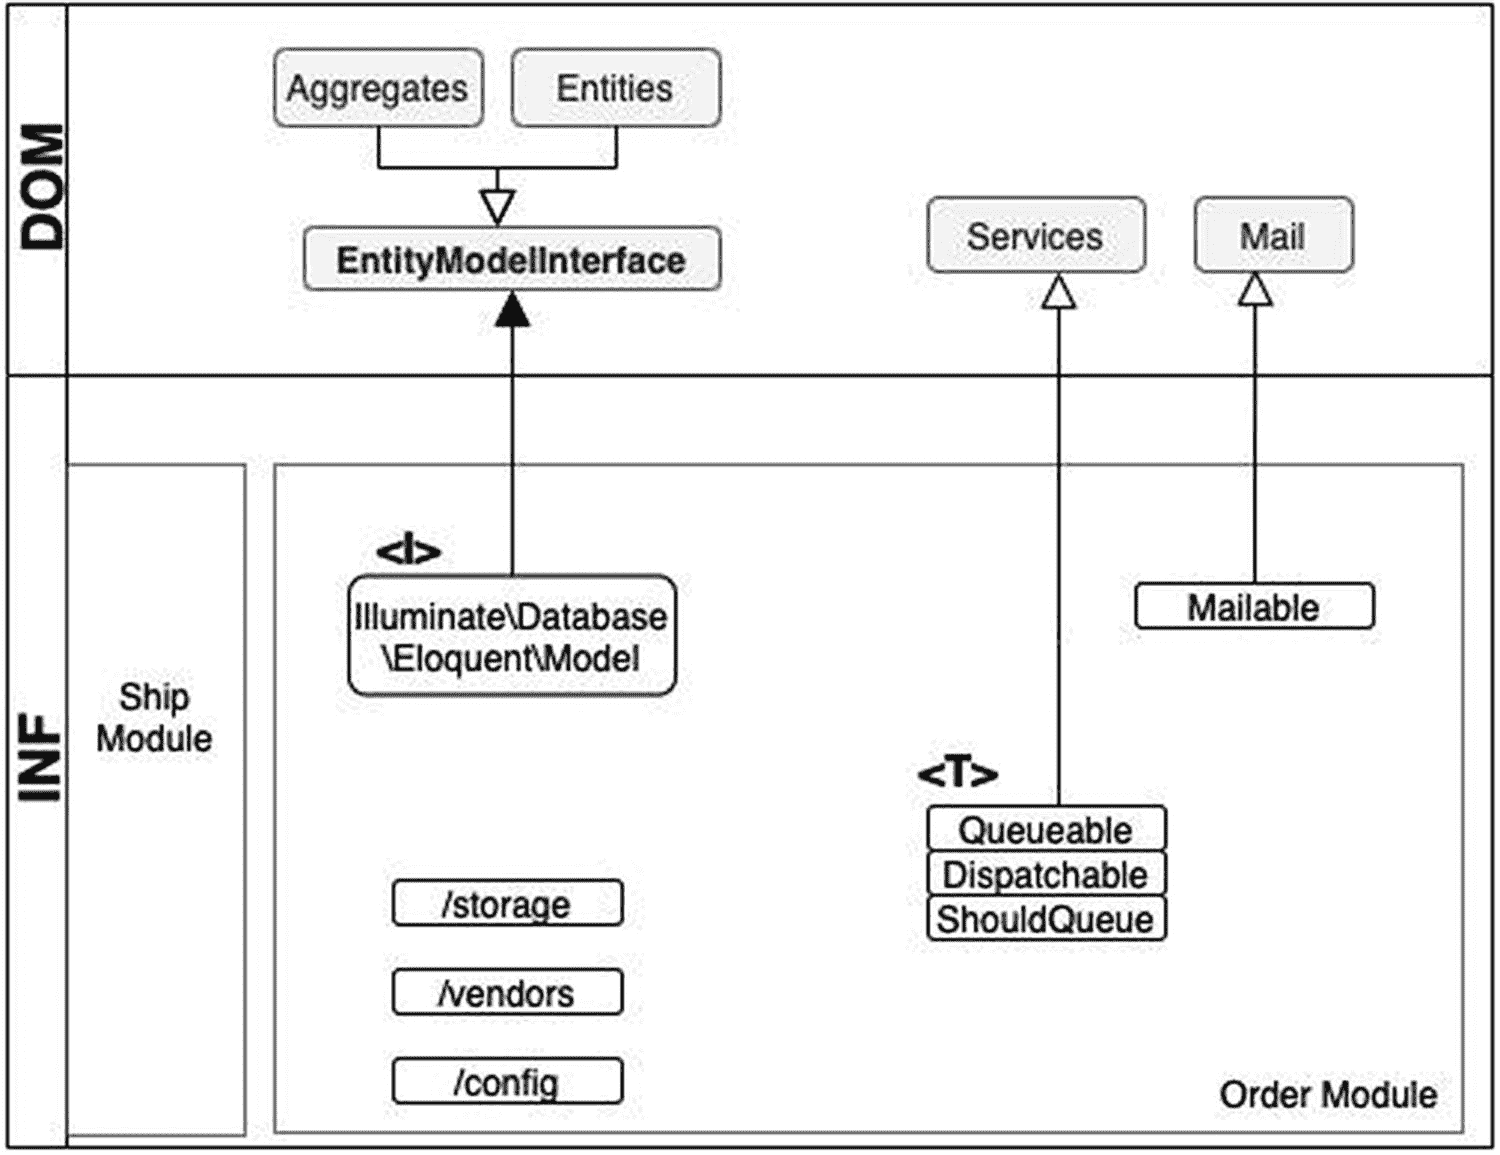 DOM
Aggregates
Entities
EntityModelInterface
Services
Mail
INF
Ship
Module
<I>
Illuminate\Database
\Eloquent\Model
Mailable
<T>
Queueable
Dispatchable
ShouldQueue
/storage
/vendors
/config
Order Module